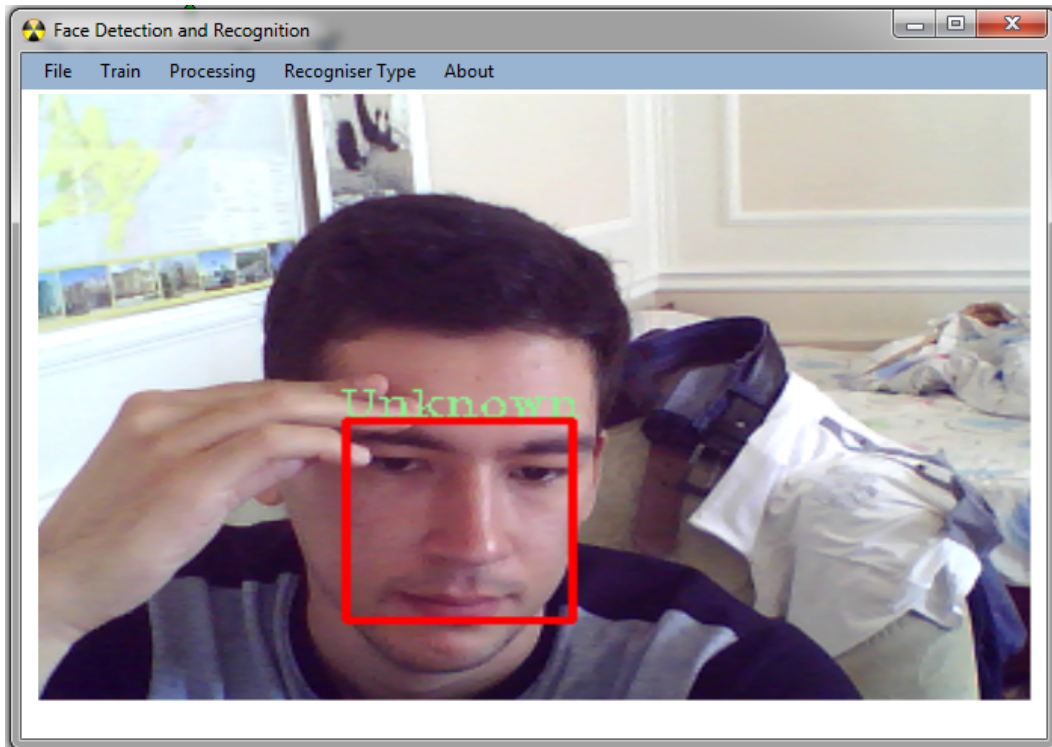 Face Detection and Recognition
File Train Processing Recogniser Type About
Unknown